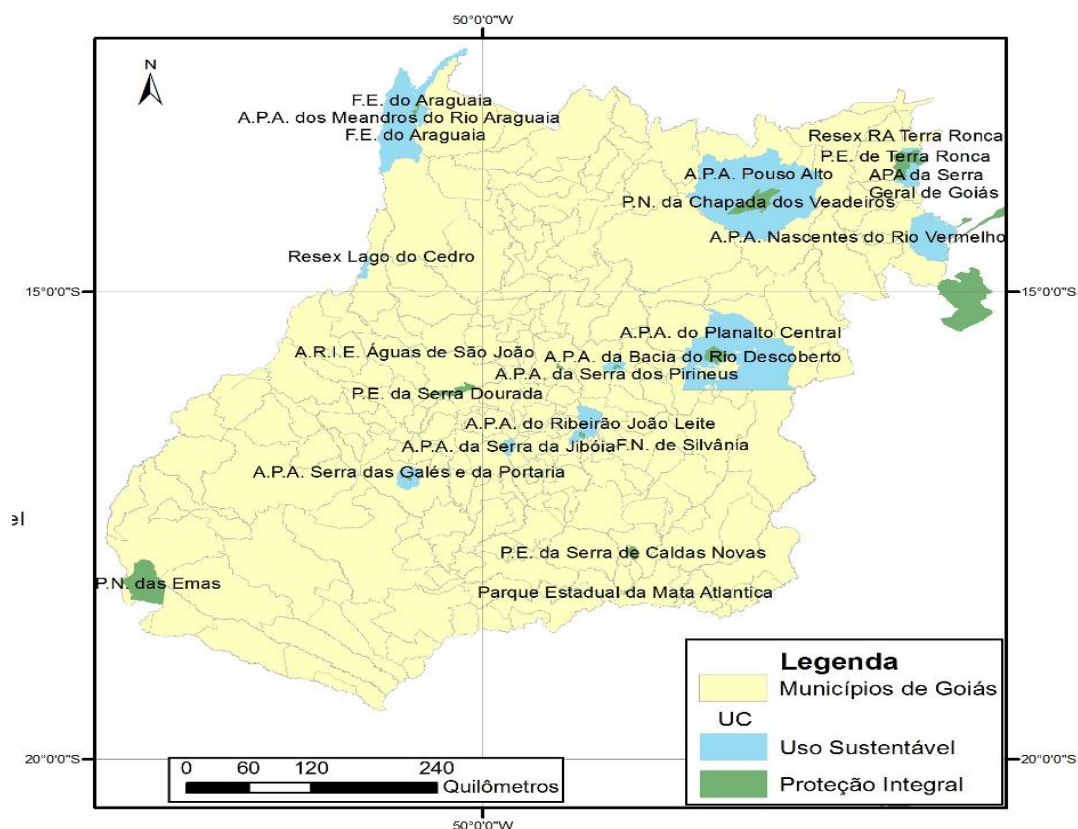 50°0'0"W
N
F.E. do Araguaia
A.P.A. dos Meandros do Rio Araguaia
F.E. do Araguaia
Resex RA Terra Ronca
P.E. de Terra Ronca
A.P.A. Pouso Alto
APA da Serra
Geral de Goiás
P.N. da Chapada dos Veadeiros
A.P.A. Nascentes do Rio Vermelho
Resex Lago do Cedro
15°0'0"S
15°0'0"S
A.P.A. do Planalto Central
A.R.I.E. Águas de São João
A.P.A. da Bacia do Rio Descoberto
A.P.A. da Serra dos Pirineus
P.E. da Serra Dourada
A.P.A. do Ribeirão João Leite
A.P.A. da Serra da Jibóia
F.N. de Silvânia
A.P.A. Serra das Galés e da Portaria
el
P.E. da Serra de Caldas Novas
P.N. das Emas
Parque Estadual da Mata Atlantica
Legenda
Municípios de Goiás
UC
Uso Sustentável
Proteção Integral
20°0'0"S
20°0'0"S
0 60 120 240
Quilômetros
50°0'0"W